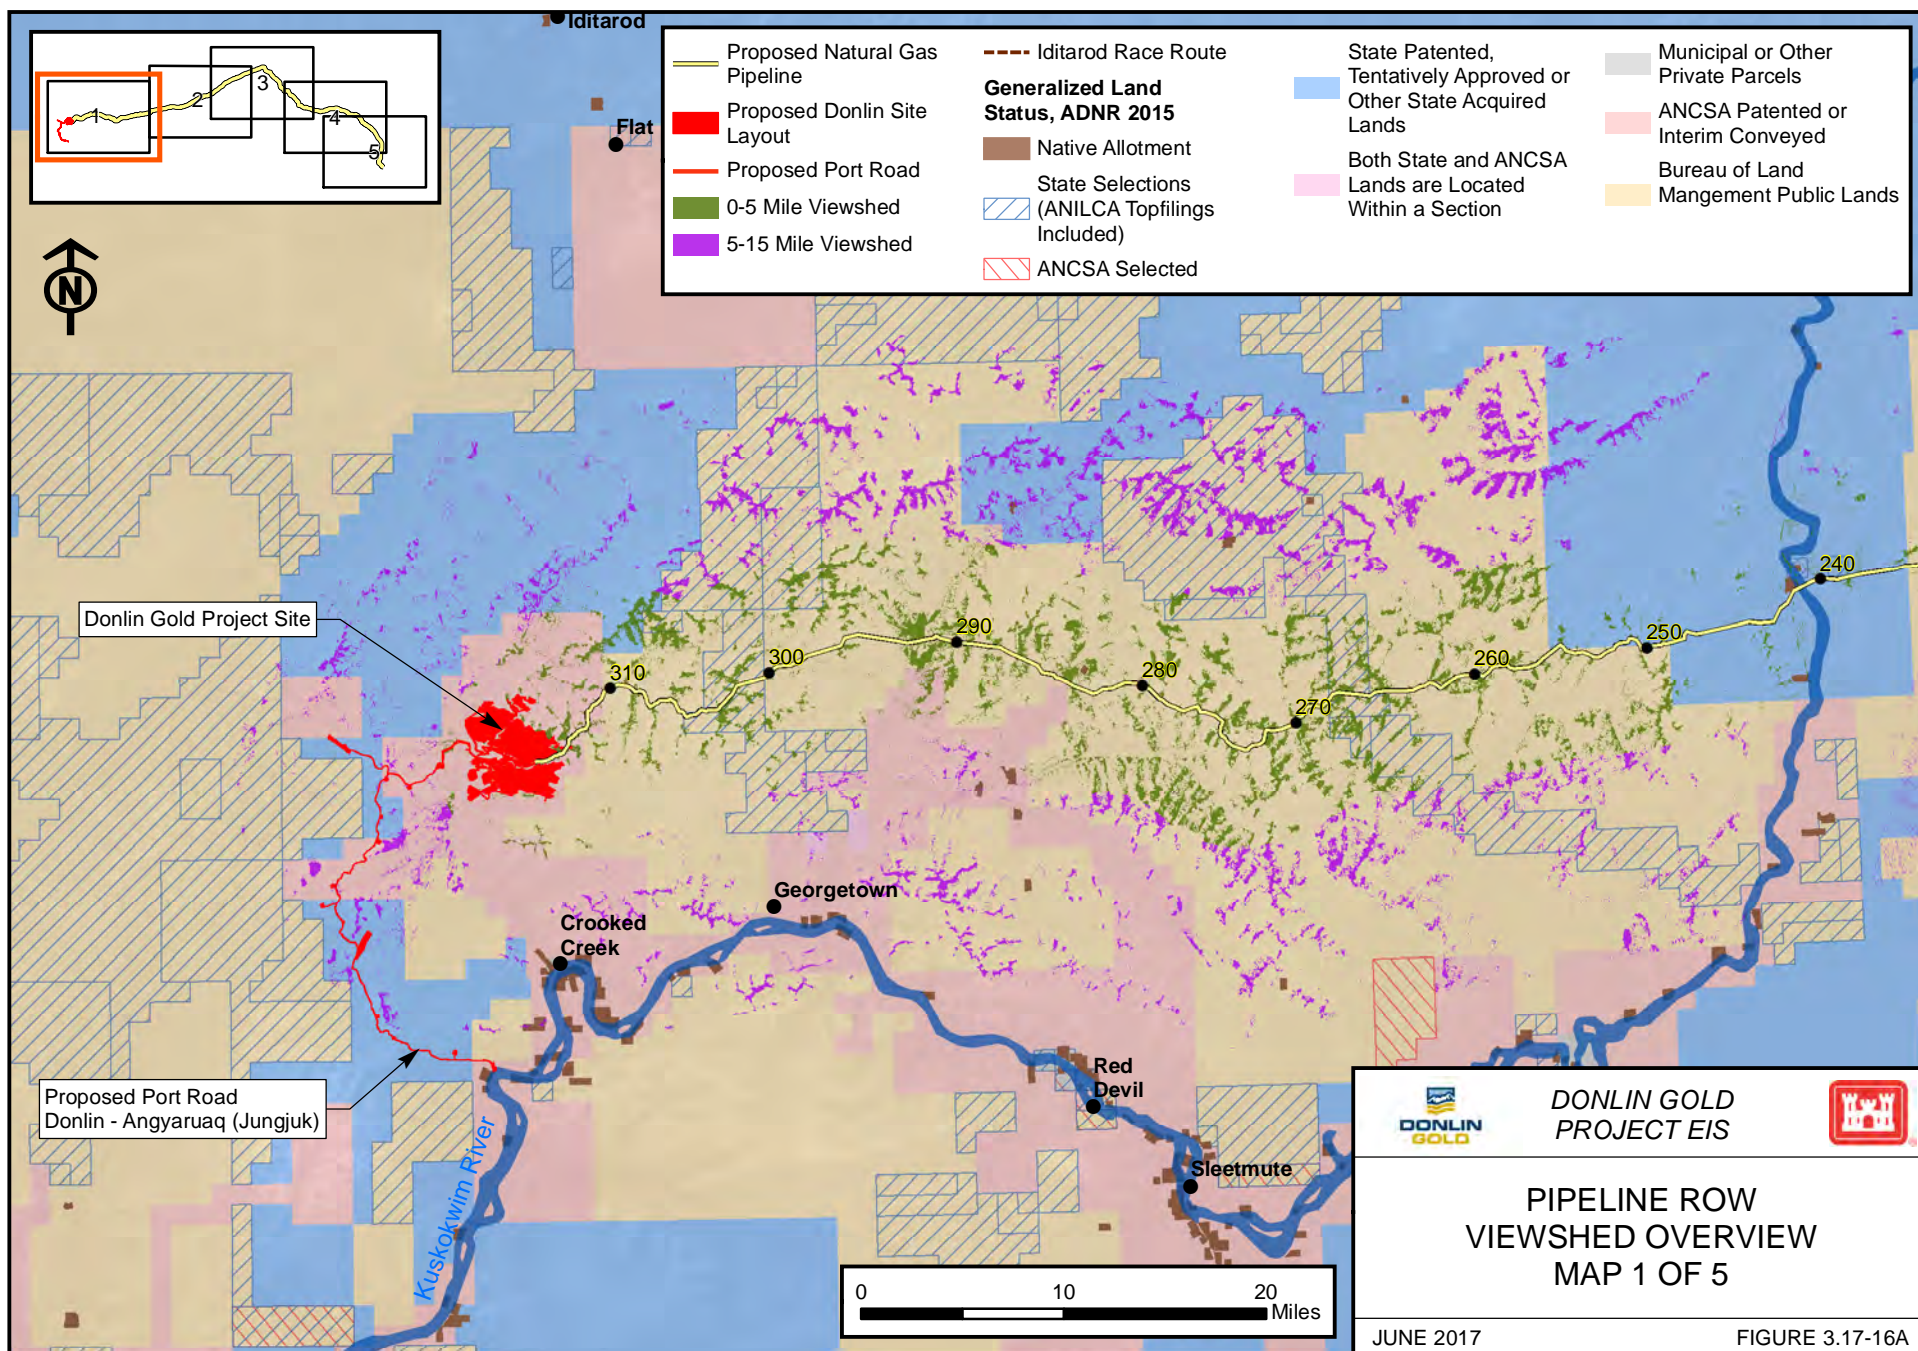 Iditarod
1
2
3
4
5
N
Flat
Proposed Natural Gas
Pipeline
Proposed Donlin Site
Layout
Proposed Port Road
0-5 Mile Viewshed
5-15 Mile Viewshed
Iditarod Race Route
Generalized Land
Status, ADNR 2015
Native Allotment
State Selections
(ANILCA Topfilings
Included)
ANCSA Selected
State Patented,
Tentatively Approved or
Other State Acquired
Lands
Both State and ANCSA
Lands are Located
Within a Section
Municipal or Other
Private Parcels
ANCSA Patented or
Interim Conveyed
Bureau of Land
Mangement Public Lands
Donlin Gold Project Site
310
300
290
280
270
260
250
240
Georgetown
Crooked
Creek
Red
Devil
Sleetmute
Proposed Port Road
Donlin - Angyaruaq (Jungjuk)
Kuskokwim River
0
10
20
Miles
DONLIN
GOLD
DONLIN GOLD
PROJECT EIS
PIPELINE ROW
VIEWSHED OVERVIEW
MAP 1 OF 5
JUNE 2017
FIGURE 3.17-16A